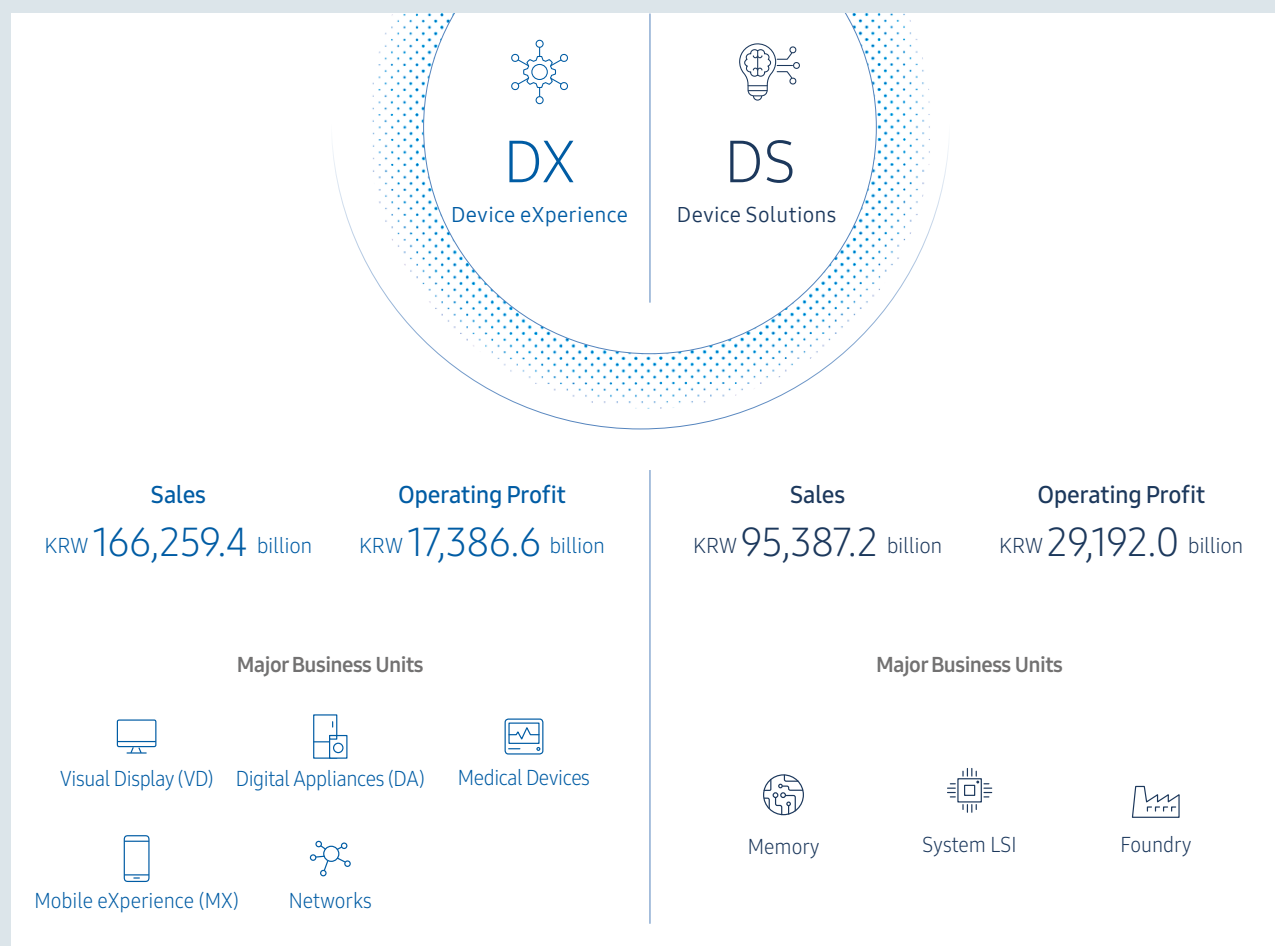 DX
Device eXperience
DS
Device Solutions
Sales
KRW 166,259.4 billion
Operating Profit
KRW 17,386.6 billion
Major Business Units
Visual Display (VD)
Digital Appliances (DA)
Medical Devices
Mobile eXperience (MX)
Networks
Sales
KRW 95,387.2 billion
Operating Profit
KRW 29,192.0 billion
Major Business Units
Memory
System LSI
Foundry